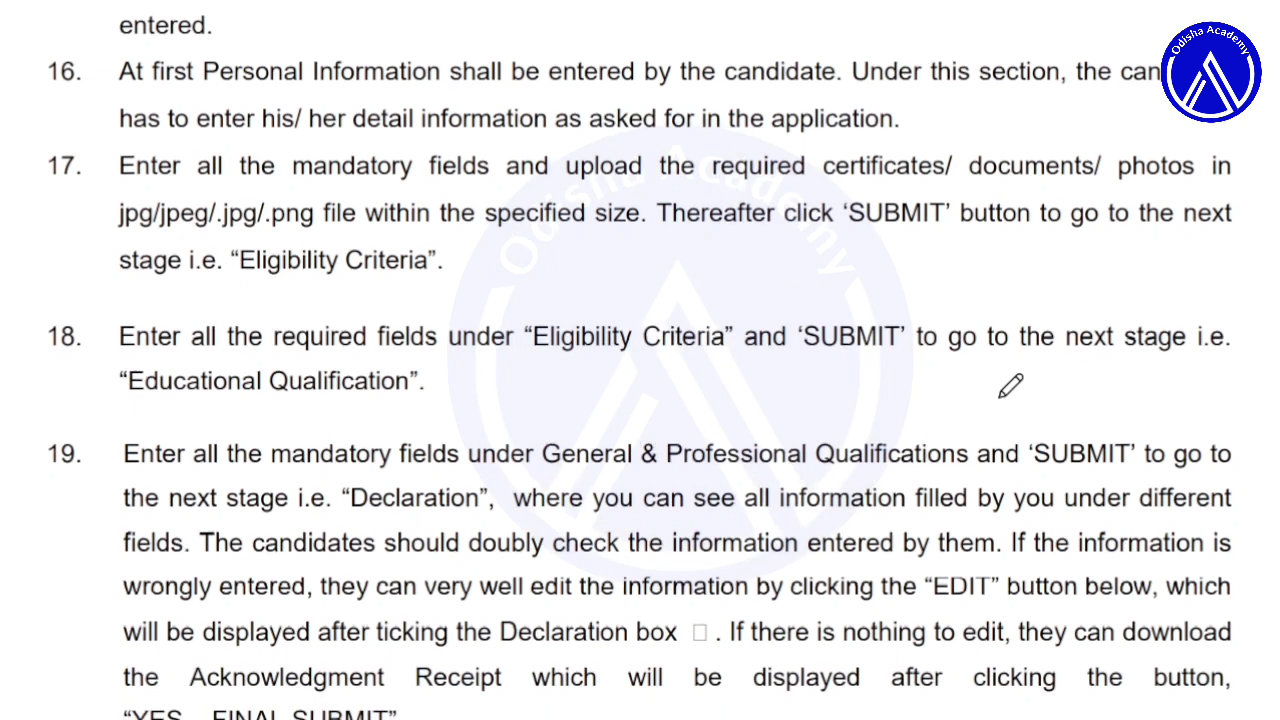 entered.
Odisha Academy
16. At first Personal Information shall be entered by the candidate. Under this section, the can
has to enter his/ her detail information as asked for in the application.
17. Enter all the mandatory fields and upload the required certificates/ documents/ photos in
jpg/jpeg/.jpg/.png file within the specified size. Thereafter click ‘SUBMIT’ button to go to the next
stage i.e. “Eligibility Criteria”.
Odisha Academy
18. Enter all the required fields under “Eligibility Criteria” and ‘SUBMIT’ to go to the next stage i.e.
“Educational Qualification”.
19. Enter all the mandatory fields under General & Professional Qualifications and ‘SUBMIT’ to go to
the next stage i.e. “Declaration”, where you can see all information filled by you under different
fields. The candidates should doubly check the information entered by them. If the information is
wrongly entered, they can very well edit the information by clicking the “EDIT” button below, which
will be displayed after ticking the Declaration box □ . If there is nothing to edit, they can download
the Acknowledgment Receipt which will be displayed after clicking the button,
“YES FINAL SUBMIT”